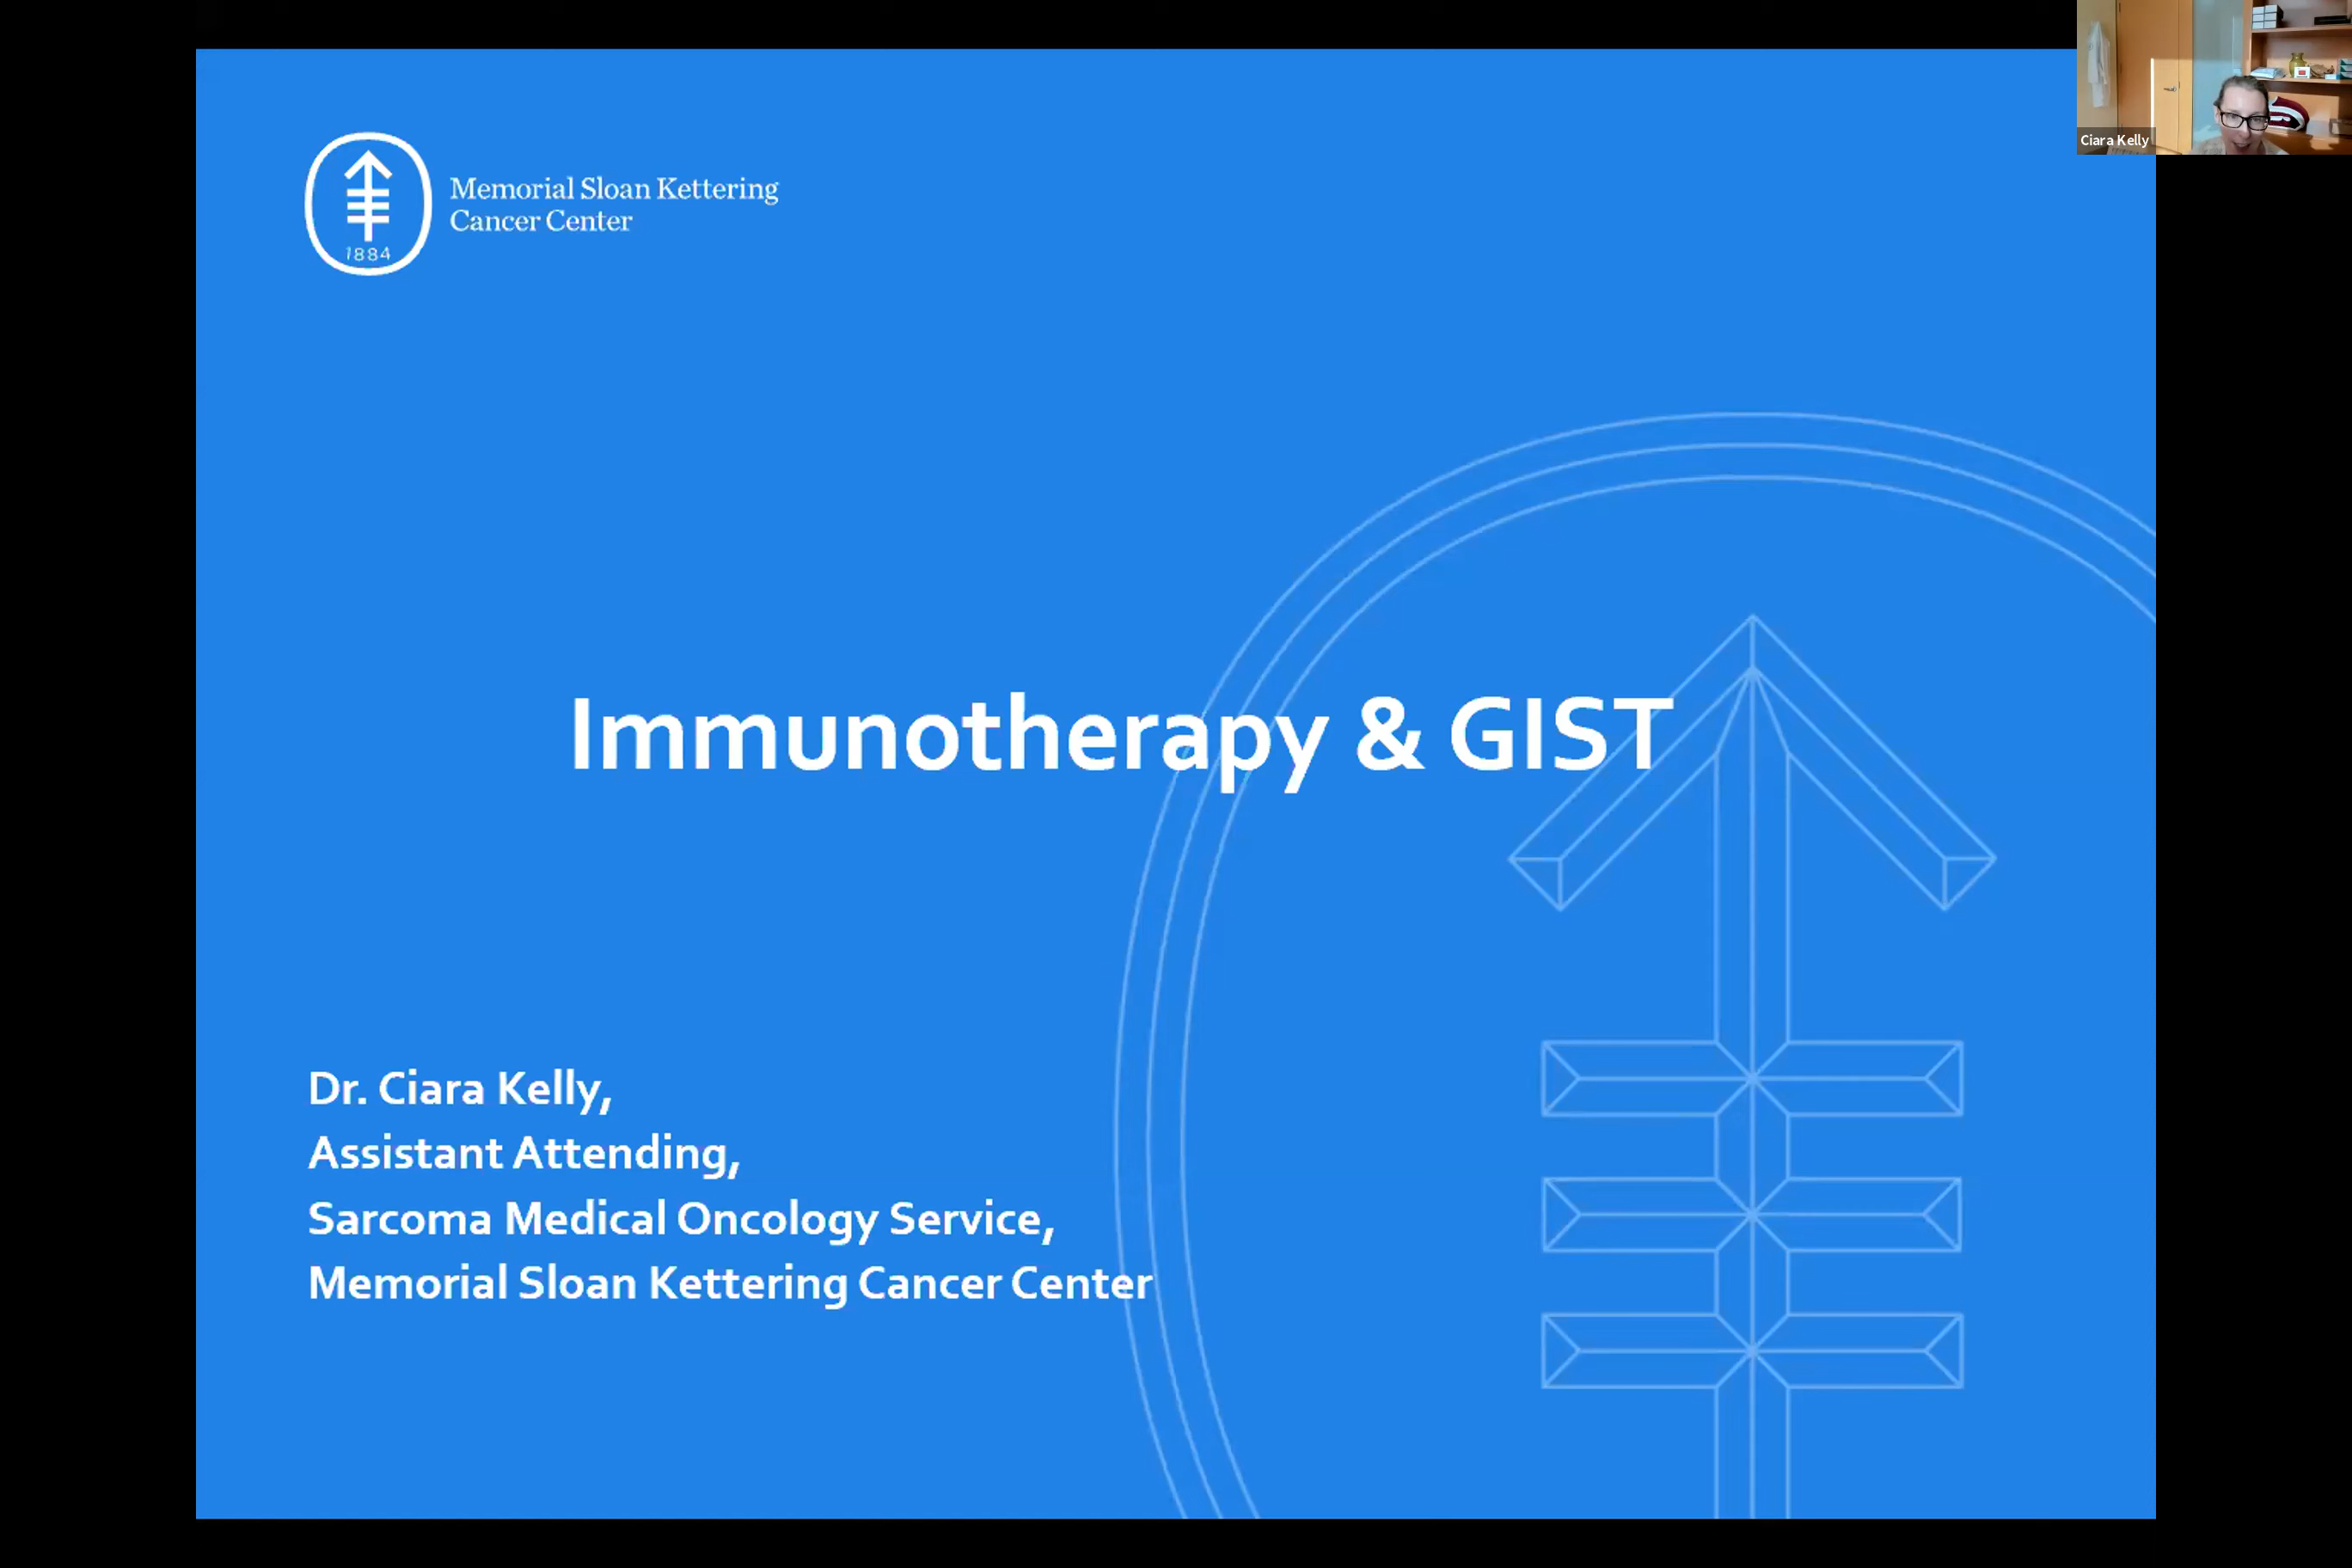 Memorial Sloan Kettering
Cancer Center
1884
Ciara Kelly
Immunotherapy & GIST
Dr. Ciara Kelly,
Assistant Attending,
Sarcoma Medical Oncology Service,
Memorial Sloan Kettering Cancer Center